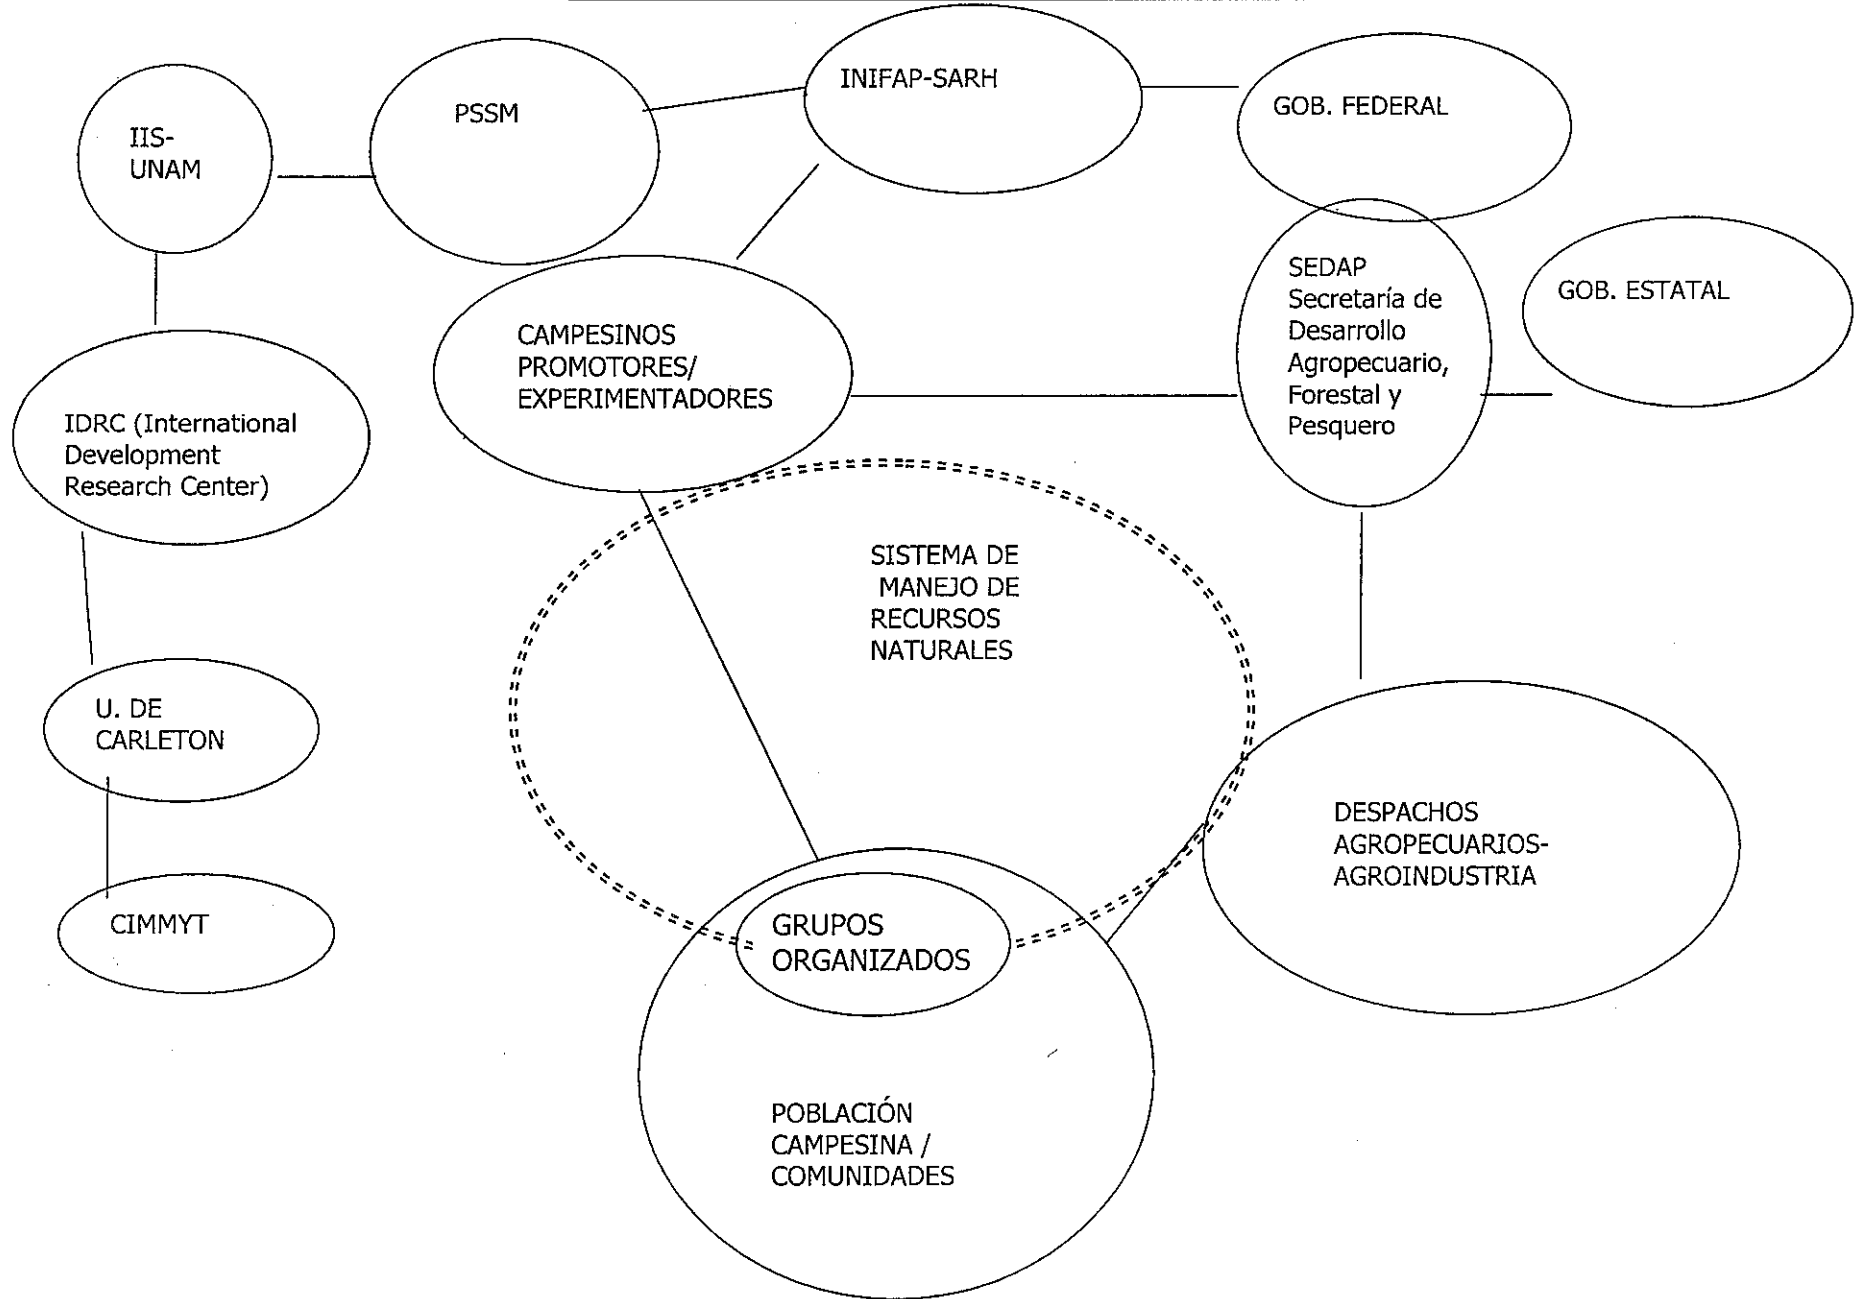 INIFAP-SARH
PSSM
GOB. FEDERAL
IIS-
UNAM
SEDAP
Secretaría de
Desarrollo
Agropecuario,
Forestal y
Pesquero
GOB. ESTATAL
CAMPESINOS
PROMOTORES/
EXPERIMENTADORES
IDRC (International
Development
Research Center)
SISTEMA DE
MANEJO DE
RECURSOS
NATURALES
U. DE
CARLETON
DESPACHOS
AGROPECUARIOS-
AGROINDUSTRIA
CIMMYT
GRUPOS
ORGANIZADOS
POBLACIÓN
CAMPESINA /
COMUNIDADES